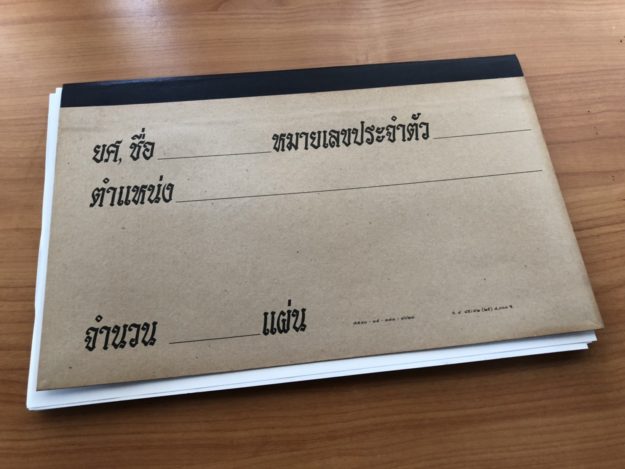 ยศ, ชื่อ หมายเลขประจำตัว
ตำแหน่ง
จำนวน แผ่น